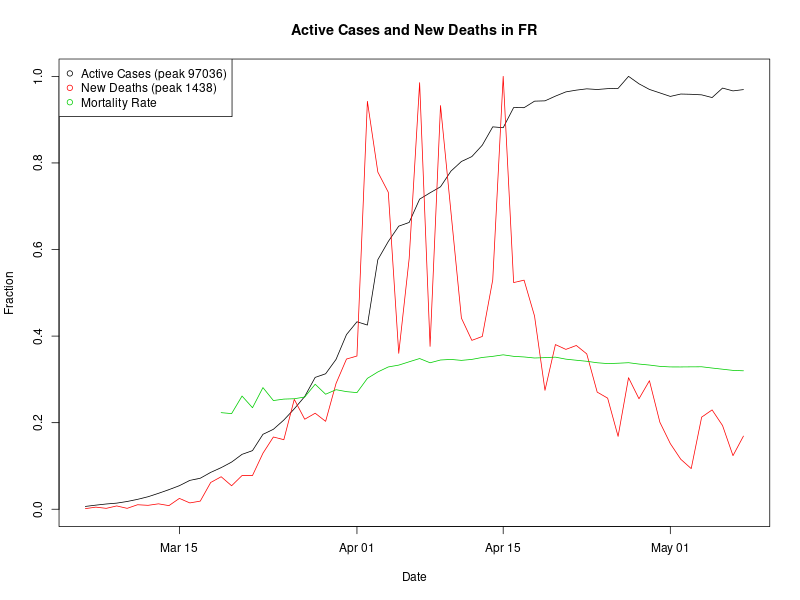 Active Cases and New Deaths in FR
Active Cases (peak 97036)
New Deaths (peak 1438)
Mortality Rate
Fraction
1.0
0.8
0.6
0.4
0.2
0.0
Mar 15
Apr 01
Apr 15
May 01
Date